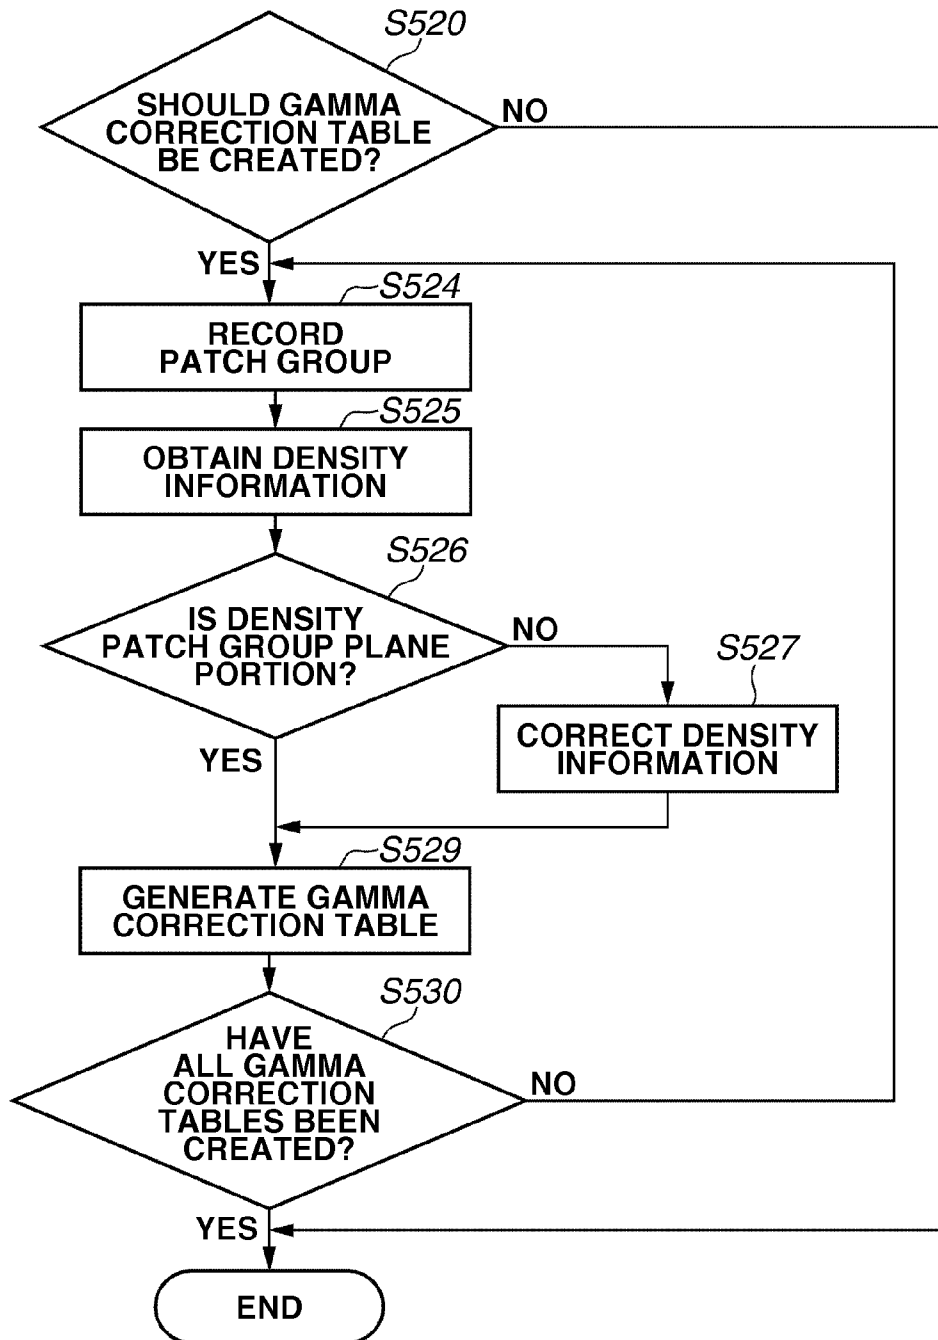 S520
SHOULD GAMMA
CORRECTION TABLE
BE CREATED?
NO
YES
S524
RECORD
PATCH GROUP
S525
OBTAIN DENSITY
INFORMATION
S526
IS DENSITY
PATCH GROUP PLANE
PORTION?
NO
S527
CORRECT DENSITY
INFORMATION
YES
S529
GENERATE GAMMA
CORRECTION TABLE
S530
HAVE
ALL GAMMA
CORRECTION
TABLES BEEN
CREATED?
NO
YES
END